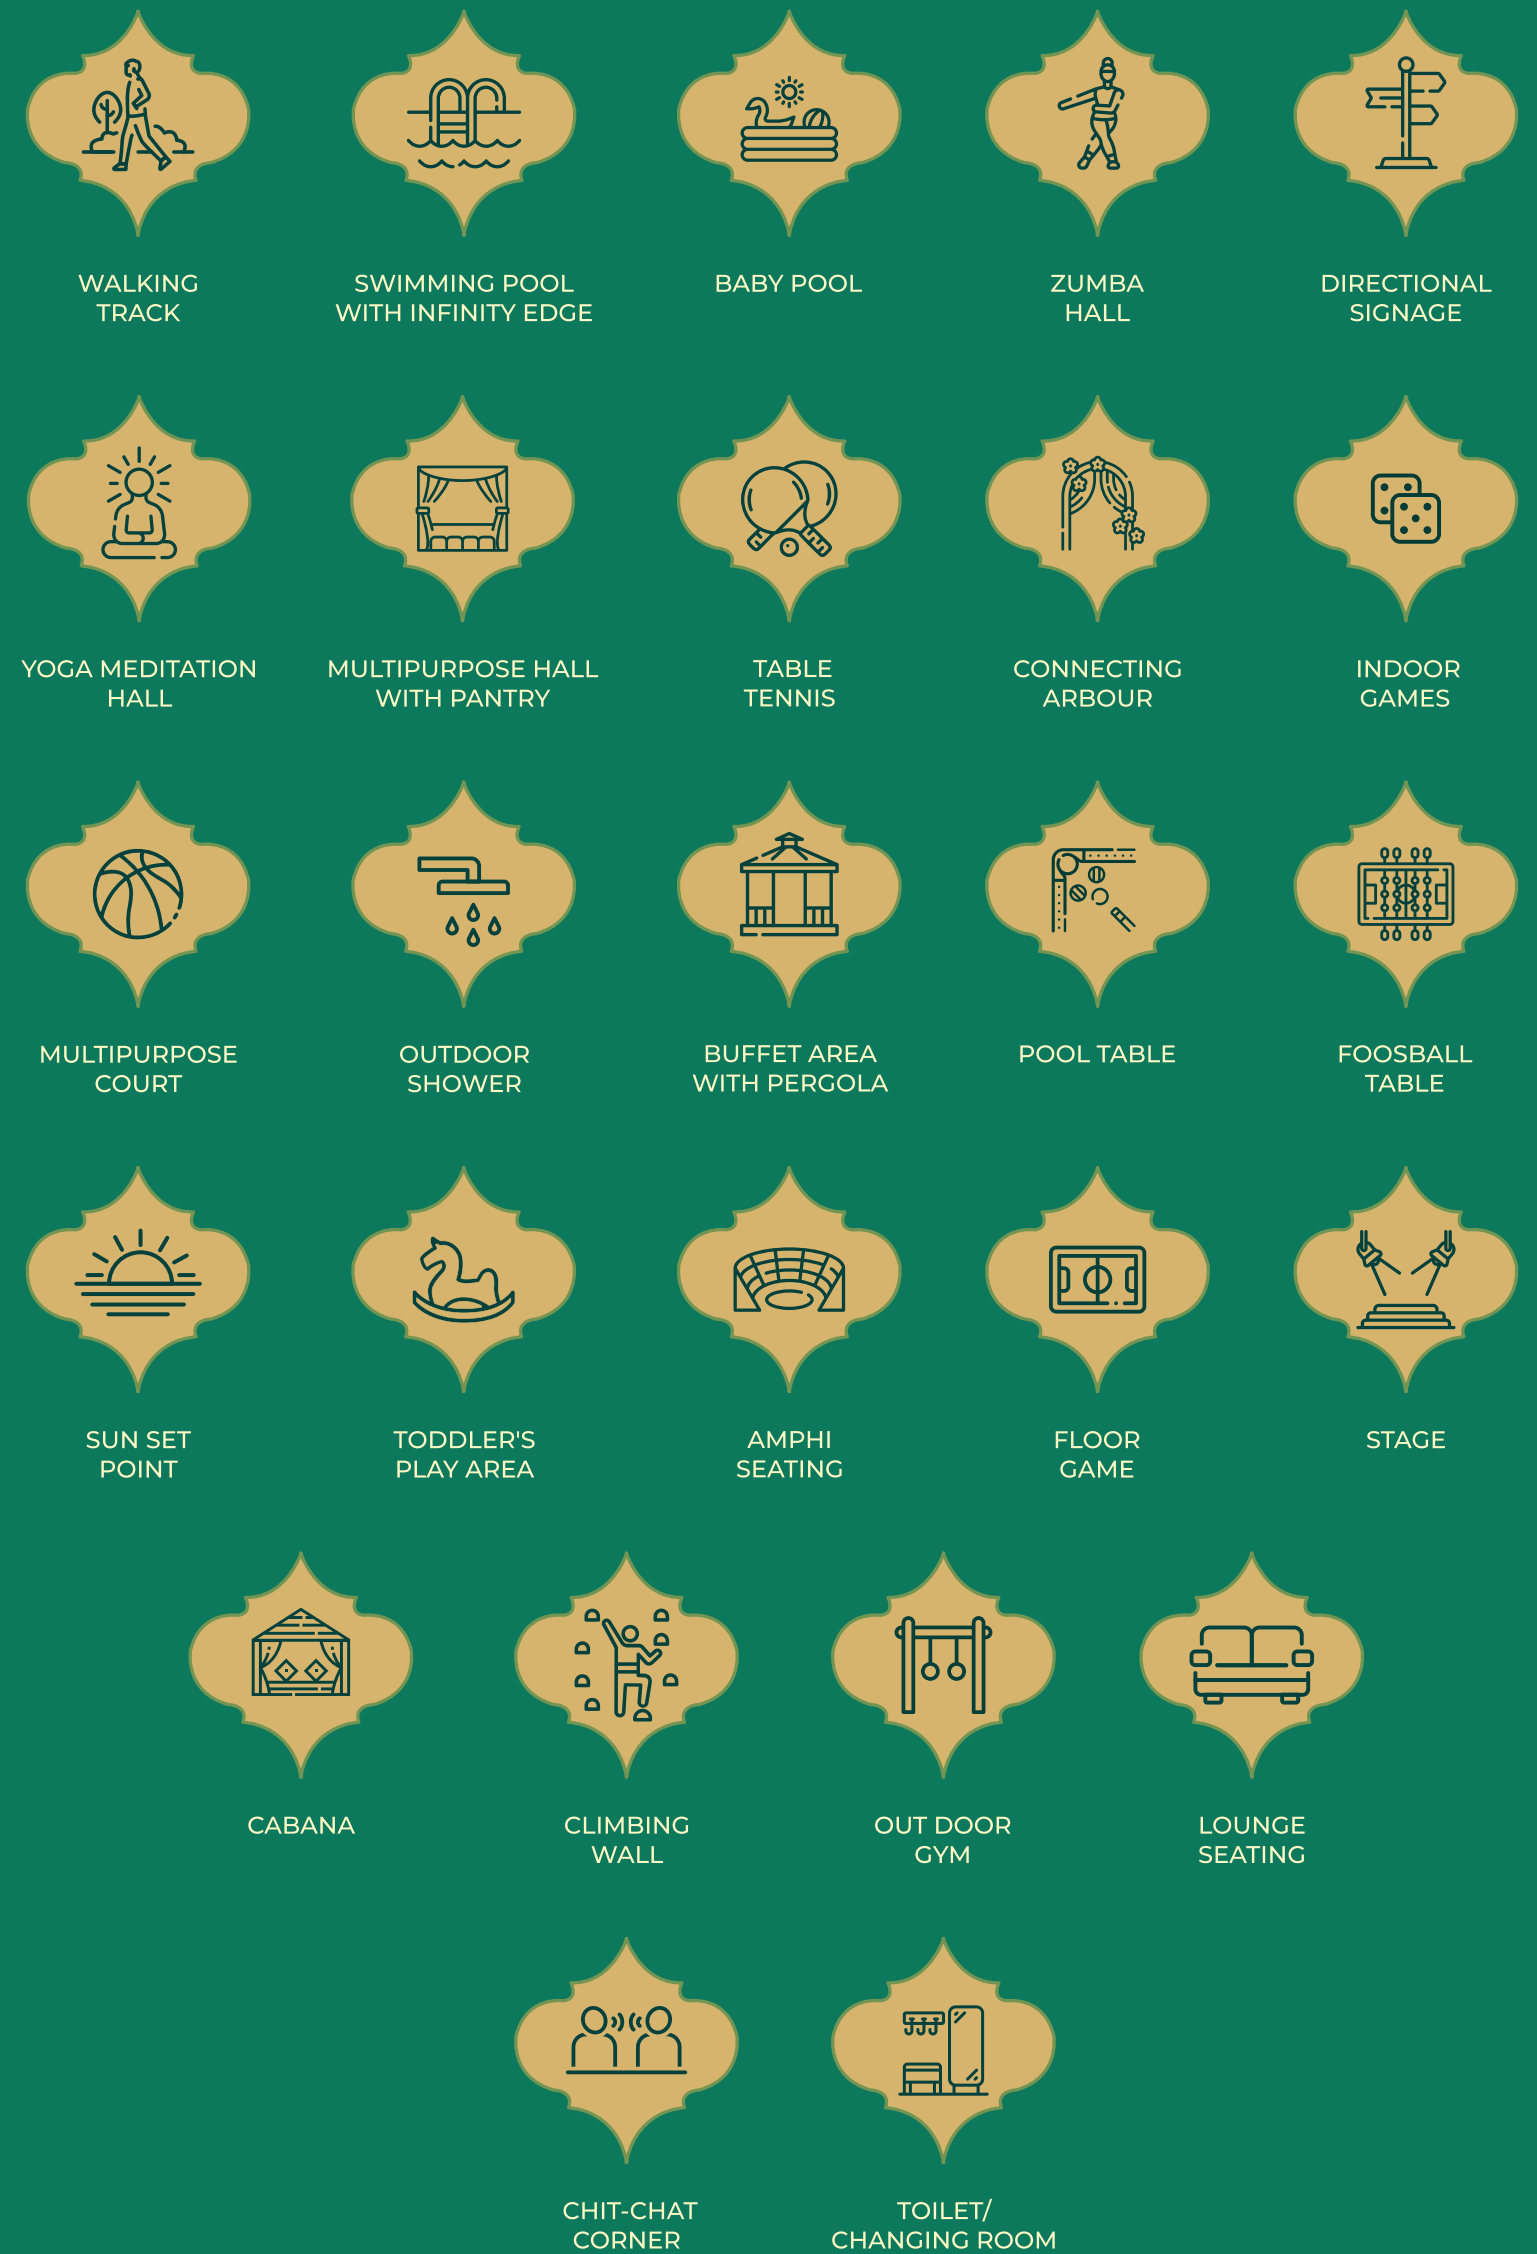 WALKING
TRACK
SWIMMING POOL
WITH INFINITY EDGE
BABY POOL
ZUMBA
HALL
DIRECTIONAL
SIGNAGE
YOGA MEDITATION
HALL
MULTIPURPOSE HALL
WITH PANTRY
TABLE
TENNIS
CONNECTING
ARBOUR
INDOOR
GAMES
MULTIPURPOSE
COURT
OUTDOOR
SHOWER
BUFFET AREA
WITH PERGOLA
POOL TABLE
FOOSBALL
TABLE
SUN SET
POINT
TODDLER'S
PLAY AREA
AMPHI
SEATING
FLOOR
GAME
STAGE
CABANA
CLIMBING
WALL
OUT DOOR
GYM
LOUNGE
SEATING
CHIT-CHAT
CORNER
TOILET/
CHANGING ROOM